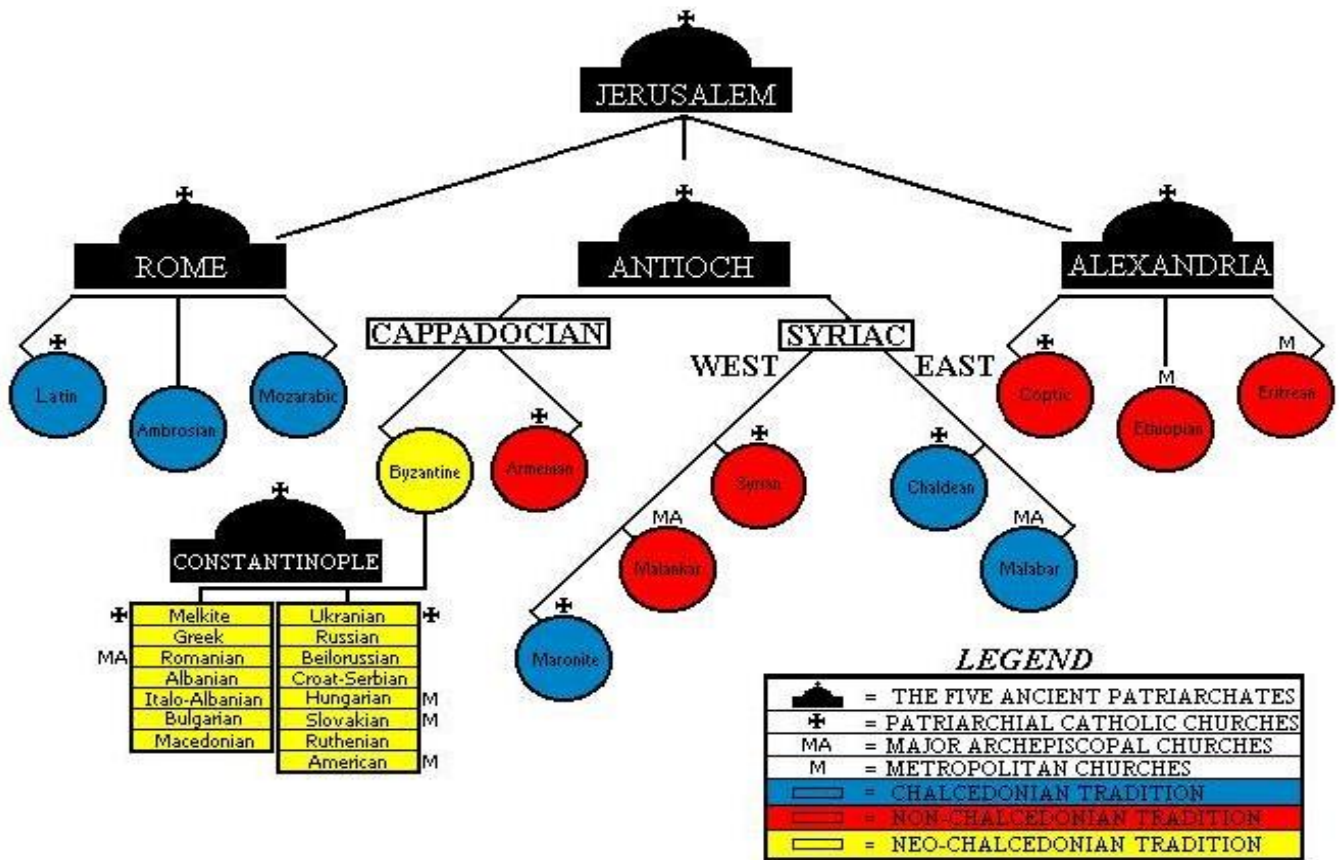 JERUSALEM
ROME
ANTIOCH
ALEXANDRIA
CAPPADOCIAN
SYRIAC
WEST
EAST
Latin
Ambrosian
Mozarabic
Byzantine
Armenian
Syrian
MA
Malankar
Maronite
Chaldean
MA
Malabar
Coptic
M
Ethiopian
M
Eritrean
CONSTANTINOPLE
Melkite
Greek
MA Romanian
Albanian
Italo-Albanian
Bulgarian
Macedonian
Ukranian
Russian
Beilorussian
Croat-Serbian
Hungarian M
Slovakian M
Ruthenian
American M
LEGEND
= THE FIVE ANCIENT PATRIARCHATES
✠ = PATRIARCHIAL CATHOLIC CHURCHES
MA = MAJOR ARCHEPISCOPAL CHURCHES
M = METROPOLITAN CHURCHES
= CHALCEDONIAN TRADITION
= NON-CHALCEDONIAN TRADITION
= NEO-CHALCEDONIAN TRADITION